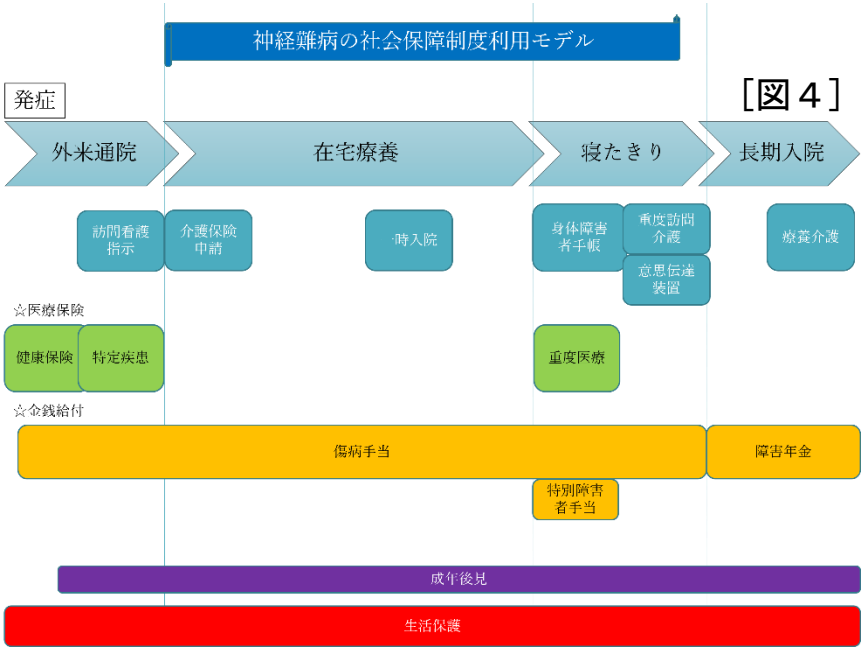 神経難病の社会保障制度利用モデル
［図４］
発症
外来通院
在宅療養
寝たきり
長期入院
訪問看護
指示
介護保険
申請
一時入院
身体障害
者手帳
重度訪問
介護
意思伝達
装置
療養介護
☆医療保険
健康保険
特定疾患
重度医療
☆金銭給付
傷病手当
障害年金
特別障害
者手当
成年後見
生活保護